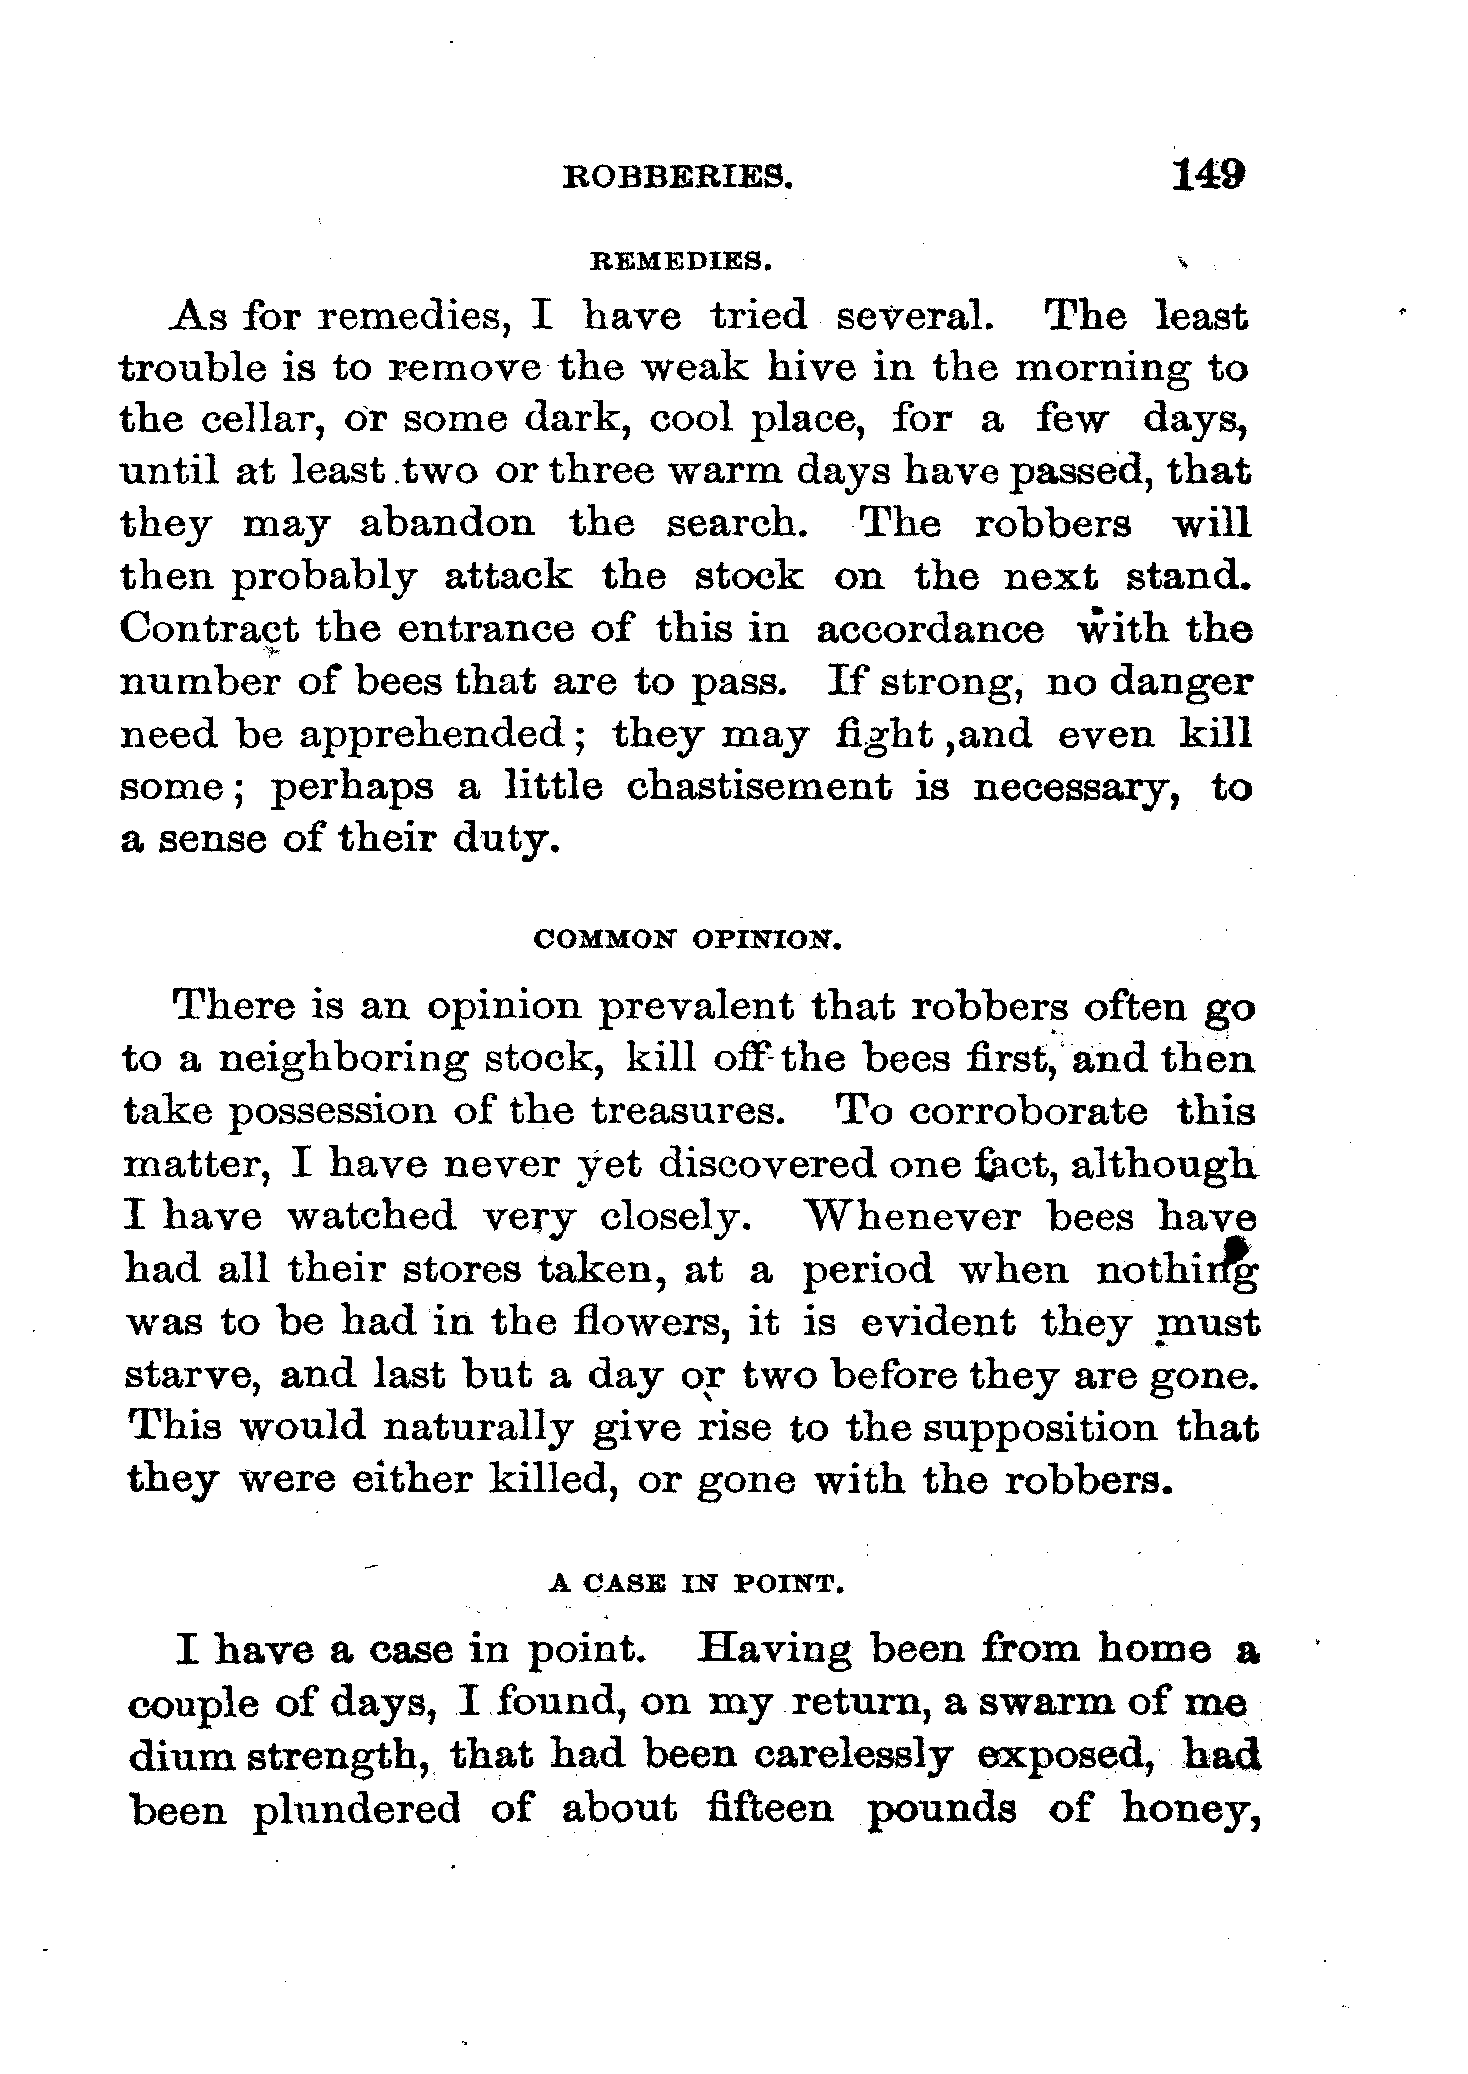 ROBBERIES. 149
REMEDIES.
As for remedies, I have tried several. The least
trouble is to remove the weak hive in the morning to
the cellar, or some dark, cool place, for a few days,
until at least two or three warm days have passed, that
they may abandon the search. The robbers will
then probably attack the stock on the next stand.
Contract the entrance of this in accordance with the
number of bees that are to pass. If strong, no danger
need be apprehended; they may fight ,and even kill
some; perhaps a little chastisement is necessary, to
a sense of their duty.
COMMON OPINION.
There is an opinion prevalent that robbers often go
to a neighboring stock, kill off the bees first, and then
take possession of the treasures. To corroborate this
matter, I have never yet discovered one fact, although
I have watched very closely. Whenever bees have
had all their stores taken, at a period when nothing
was to be had in the flowers, it is evident they must
starve, and last but a day or two before they are gone.
This would naturally give rise to the supposition that
they were either killed, or gone with the robbers.
A CASE IN POINT.
I have a case in point. Having been from home a
couple of days, I found, on my return, a swarm of me
dium strength, that had been carelessly exposed, had
been plundered of about fifteen pounds of honey,